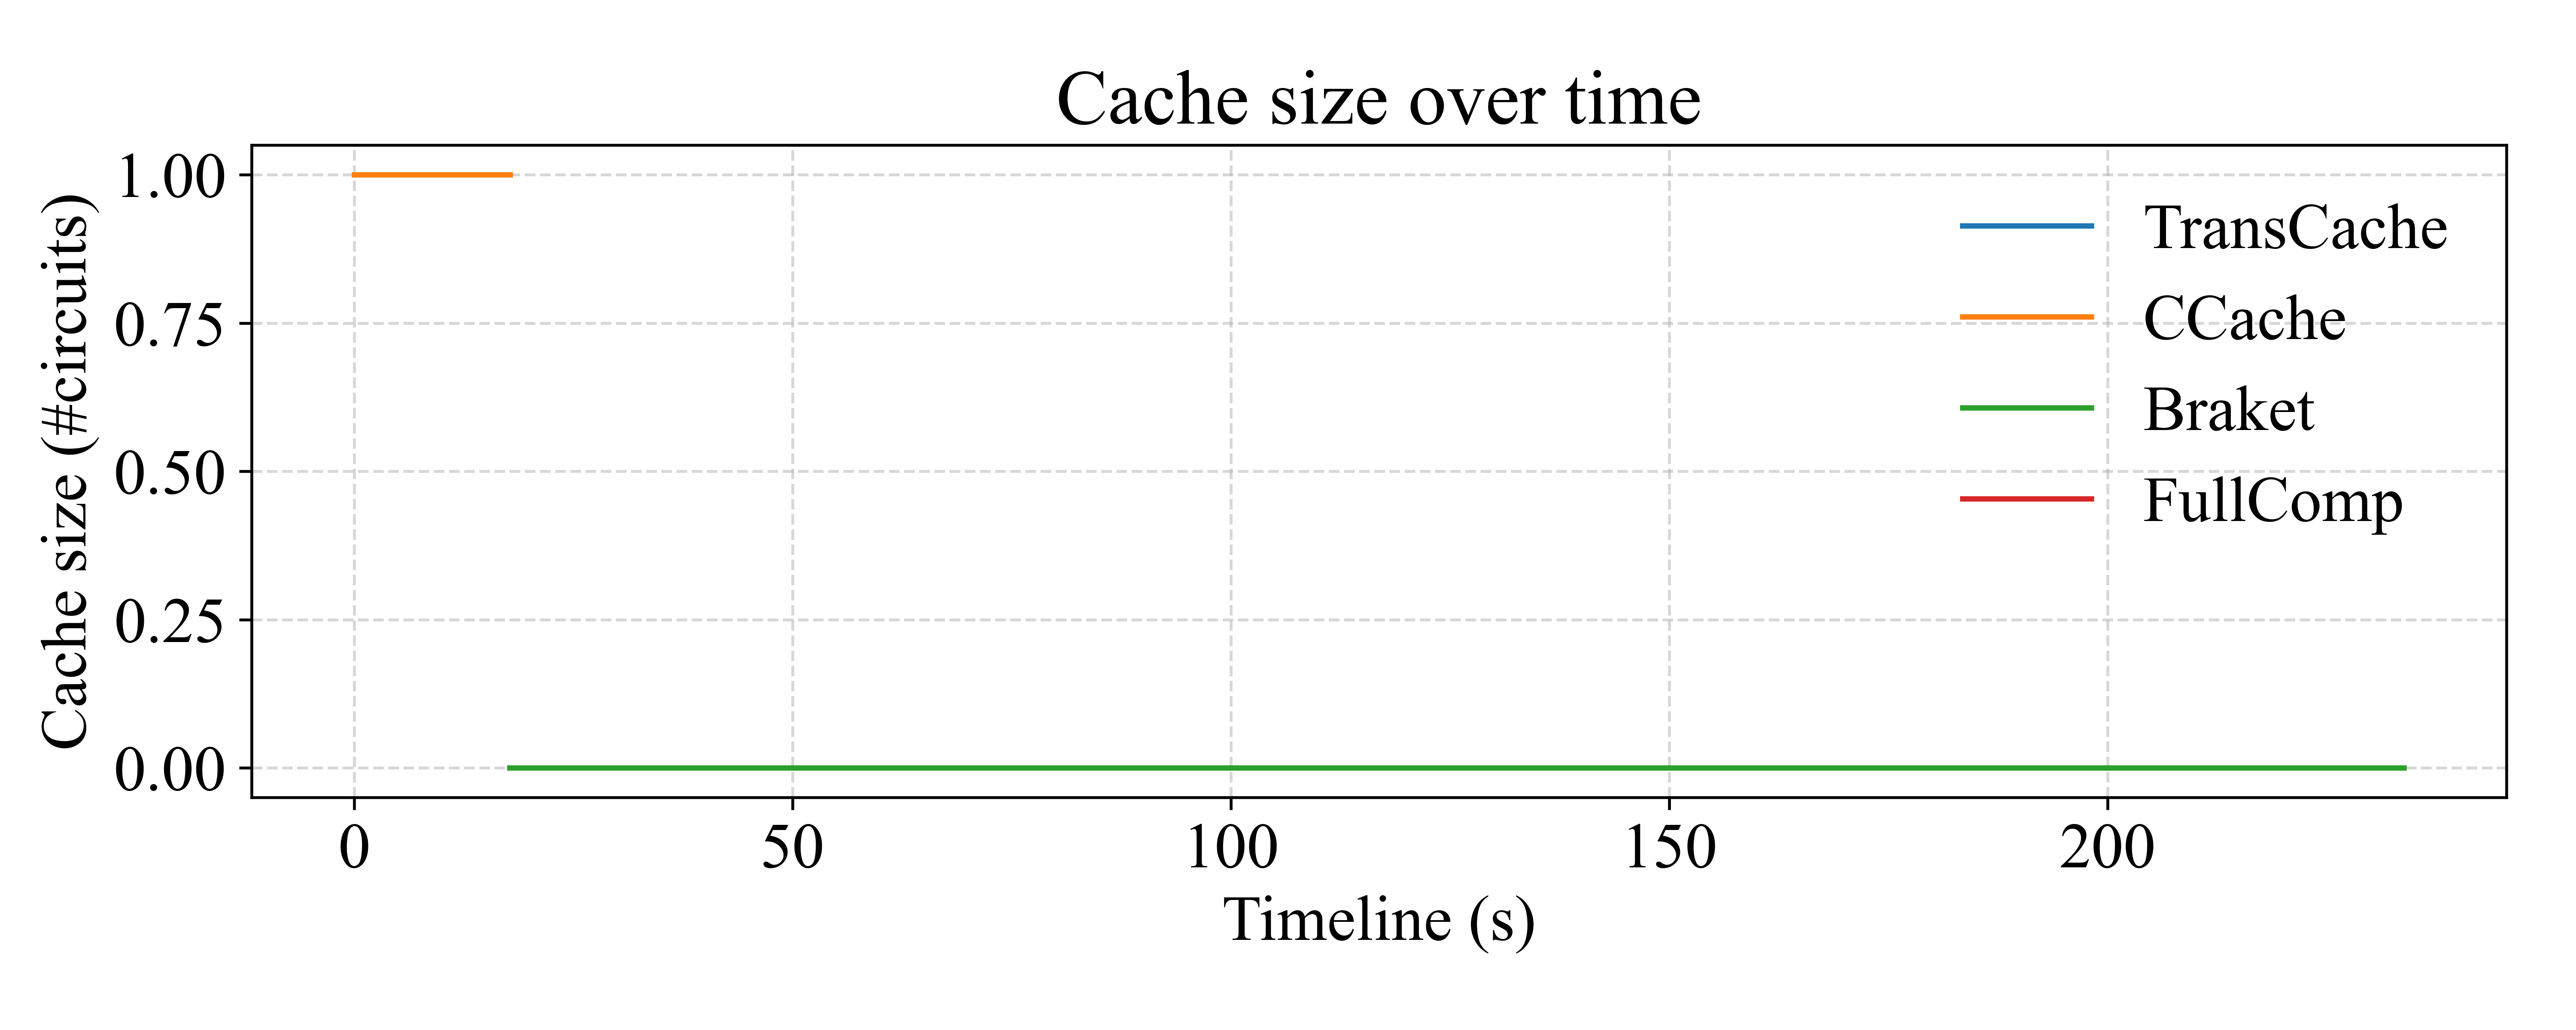 Cache size over time
Cache size (#circuits)
1.00
0.75
0.50
0.25
0.00
TransCache
CCache
Braket
FullComp
0 50 100 150 200
Timeline (s)